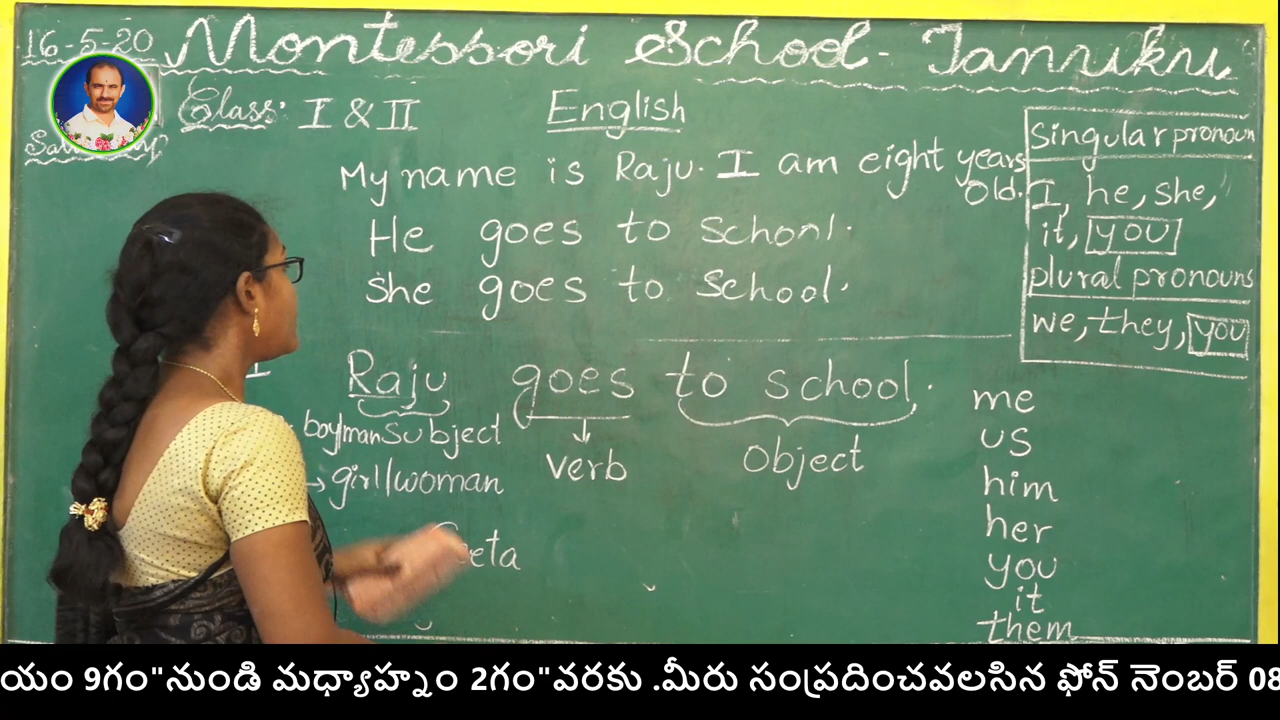 16-5-20 Montessori School - Tanuku
Class: I & II English
My name is Raju. I am eight years
old.
He goes to school.
she goes to school.
Singular pronoun
I, he, she,
it, you
plural pronouns
we, they, you
I Raju goes to school.
boy/man Subject verb object
→ girl/woman
eeta
me
us
him
her
you
it
them
యం 9గం"నుండి మధ్యాహ్నం 2గం"వరకు .మీరు సంప్రదించవలసిన ఫోన్ నెంబర్ 08